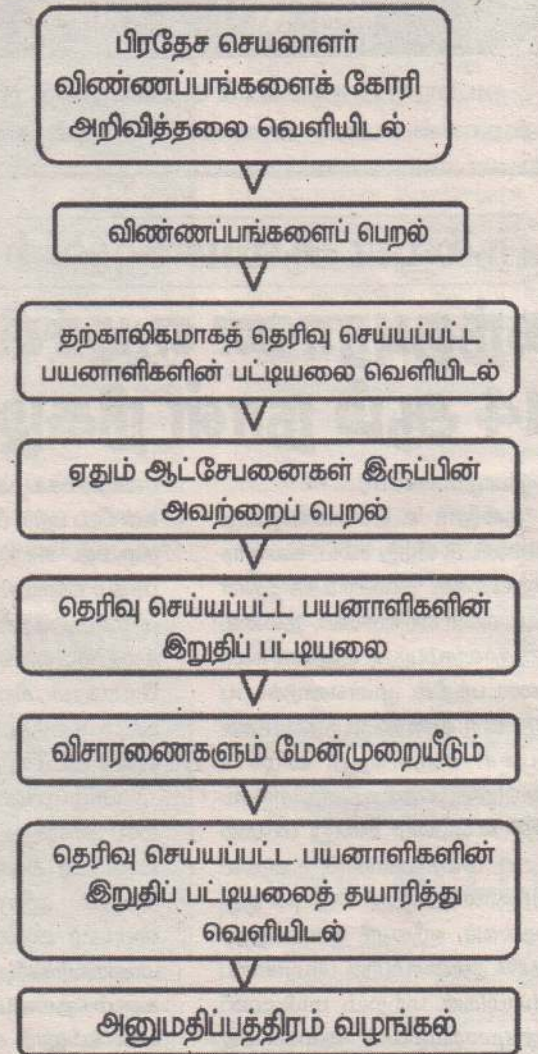 பிரதேச செயலாளர்
விண்ணப்பங்களைக் கோரி
அறிவித்தலை வெளியிடல்
விண்ணப்பங்களைப் பெறல்
தற்காலிகமாகத் தெரிவு செய்யப்பட்ட
பயனாளிகளின் பட்டியலை வெளியிடல்
ஏதும் ஆட்சேபனைகள் இருப்பின்
அவற்றைப் பெறல்
தெரிவு செய்யப்பட்ட பயனாளிகளின்
இறுதிப் பட்டியலை
விசாரணைகளும் மேன்முறையீடும்
தெரிவு செய்யப்பட்ட பயனாளிகளின்
இறுதிப் பட்டியலைத் தயாரித்து
வெளியிடல்
அனுமதிப்பத்திரம் வழங்கல்